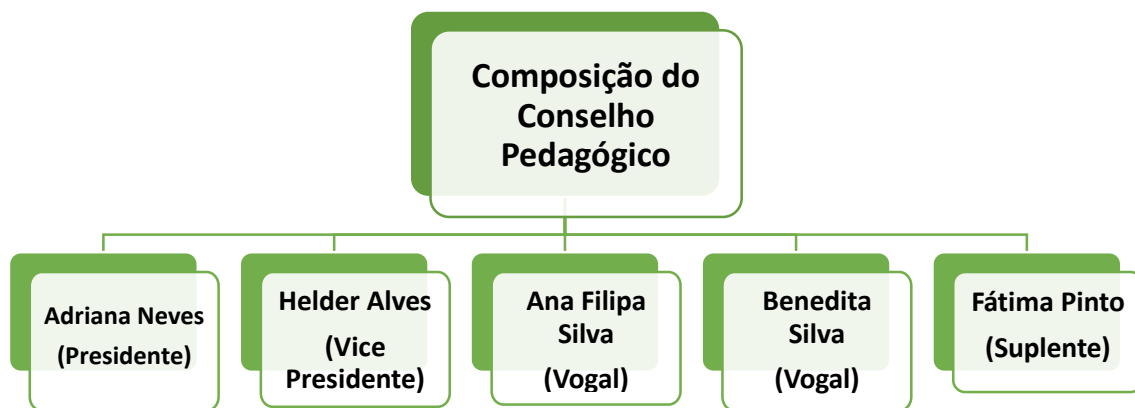 Composição do
Conselho
Pedagógico
Adriana Neves
(Presidente)
Helder Alves
(Vice
Presidente)
Ana Filipa
Silva
(Vogal)
Benedita
Silva
(Vogal)
Fátima Pinto
(Suplente)